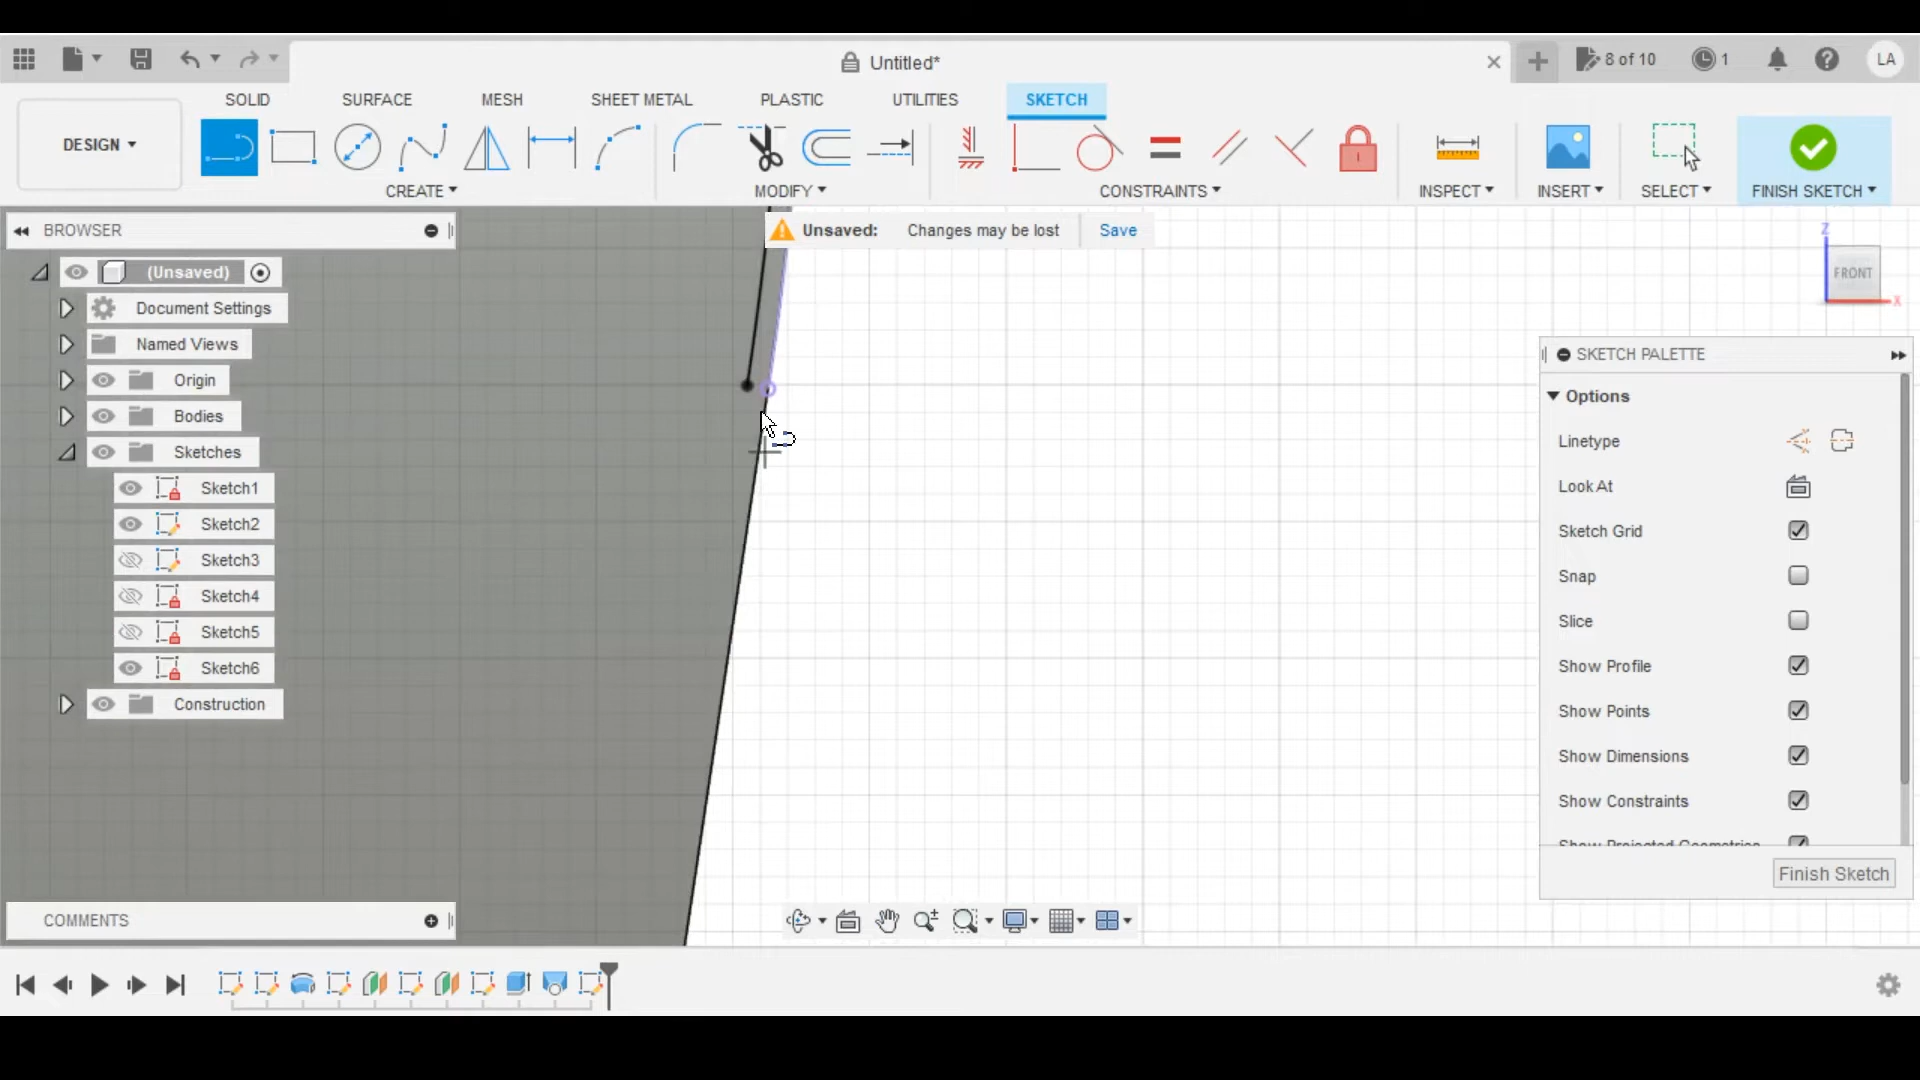 Untitled*
8 of 10
1
LA
SOLID
SURFACE
MESH
SHEET METAL
PLASTIC
UTILITIES
SKETCH
DESIGN
CREATE
MODIFY
CONSTRAINTS
INSPECT
INSERT
SELECT
FINISH SKETCH
BROWSER
Unsaved: Changes may be lost Save
Z
FRONT
X
(Unsaved)
Document Settings
Named Views
Origin
Bodies
Sketches
Sketch1
Sketch2
Sketch3
Sketch4
Sketch5
Sketch6
Construction
SKETCH PALETTE
Options
Linetype
Look At
Sketch Grid
Snap
Slice
Show Profile
Show Points
Show Dimensions
Show Constraints
Show Projected Geometries
Finish Sketch
COMMENTS